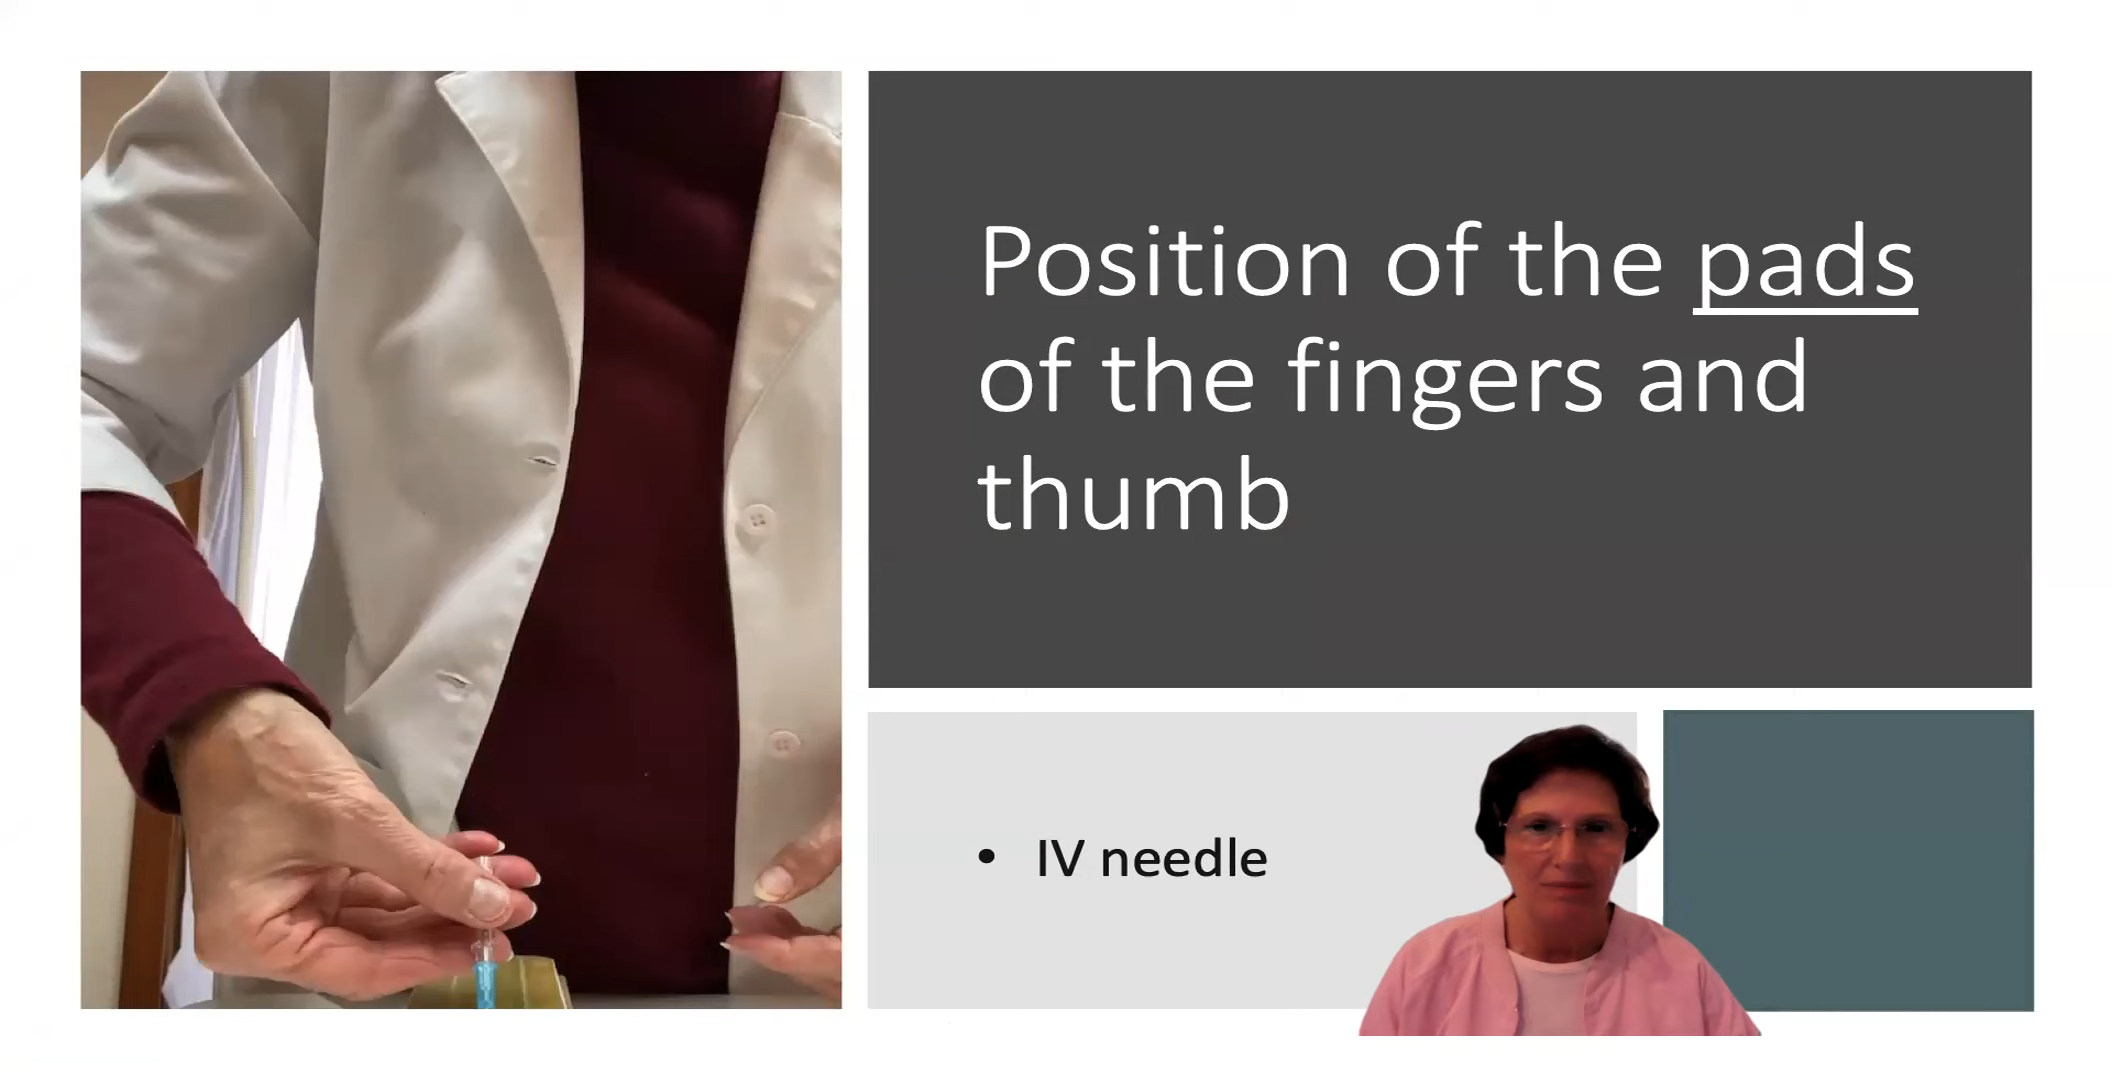 Position of the pads
of the fingers and
thumb
• IV needle